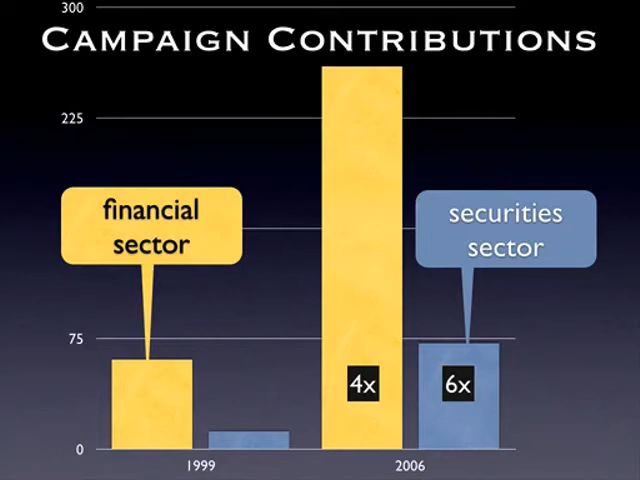 300
CAMPAIGN CONTRIBUTIONS
225
financial
sector
securities
sector
75
4x
6x
0
1999
2006